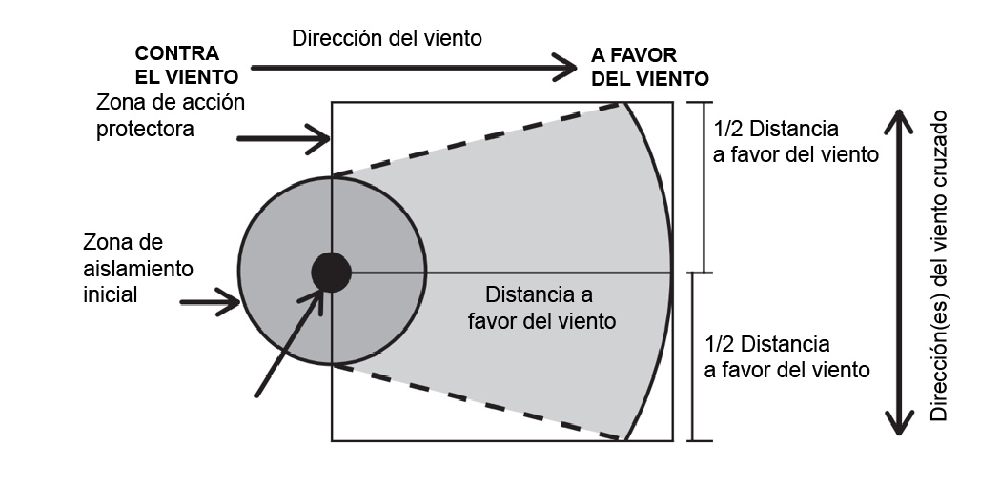 Dirección del viento
CONTRA
EL VIENTO
A FAVOR
DEL VIENTO
Zona de acción
protectora
1/2 Distancia
a favor del viento
Zona de
aislamiento
inicial
Distancia a
favor del viento
1/2 Distancia
a favor del viento
Dirección(es) del viento cruzado